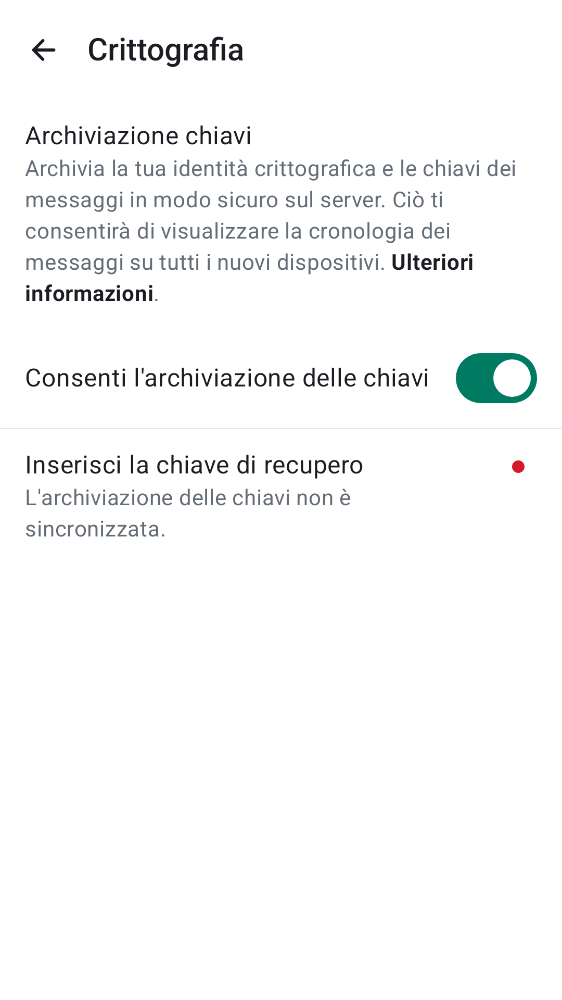 Crittografia
Archiviazione chiavi
Archivia la tua identità crittografica e le chiavi dei
messaggi in modo sicuro sul server. Ciò ti
consentirà di visualizzare la cronologia dei
messaggi su tutti i nuovi dispositivi. Ulteriori
informazioni.
Consenti l'archiviazione delle chiavi
Inserisci la chiave di recupero
L'archiviazione delle chiavi non è
sincronizzata.